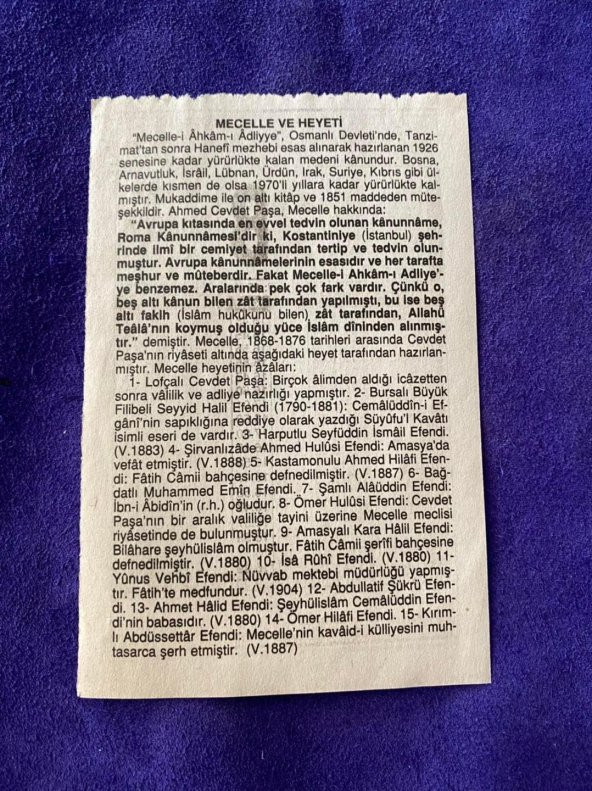 MECELLE VE HEYETİ
"Mecelle-i Âhkâm-ı Âdliyye", Osmanlı Devleti'nde, Tanzi-
mat'tan sonra Hanefî mezhebi esas alınarak hazırlanan 1926
senesine kadar yürürlükte kalan medeni kânundur. Bosna,
Arnavutluk, İsrâil, Lübnan, Ürdün, Irak, Suriye, Kıbrıs gibi ül-
kelerde kısmen de olsa 1970'li yıllara kadar yürürlükte kal-
mıştır. Mukaddime ile on altı kitâp ve 1851 maddeden müte-
şekkildir. Ahmed Cevdet Paşa, Mecelle hakkında:
"Avrupa kıtasında en evvel tedvin olunan kânunnâme,
Roma Kânunnâmesi'dir ki, Kostantiniye (İstanbul) şeh-
rinde ilmî bir cemiyet tarafından tertip ve tedvin olun-
muştur. Avrupa kânunnâmelerinin esasıdır ve her tarafta
meşhur ve mûteberdir. Fakat Mecelle-i Ahkâm-ı Adliye'-
ye benzemez. Aralarında pek çok fark vardır. Çünkü o,
beş altı kânun bilen zât tarafından yapılmıştı, bu ise beş
altı fakîh (İslâm hukûkunu bilen) zât tarafından, Allahü
Teâlâ'nın koymuş olduğu yüce İslâm dîninden alınmış-
tır." demiştir. Mecelle, 1868-1876 tarihleri arasında Cevdet
Paşa'nın riyâseti altında aşağıdaki heyet tarafından hazırlan-
mıştır. Mecelle heyetinin âzâları:
1- Lofçalı Cevdet Paşa: Birçok âlimden aldığı icâzetten
sonra vâlilik ve adliye nazırlığı yapmıştır. 2- Bursalı Büyük
Filibeli Seyyid Halil Efendi (1790-1881): Cemâlüddîn-i Ef-
gânî'nin sapıklığına reddiye olarak yazdığı Süyûfu'l Kavâtı
isimli eseri de vardır. 3- Harputlu Seyfüddin İsmâil Efendi.
(V.1883) 4- Şirvanlızâde Ahmed Hulûsi Efendi: Amasya'da
vefât etmiştir. (V.1888) 5- Kastamonulu Ahmed Hilâfi Efen-
di: Fâtih Câmii bahçesine defnedilmiştir. (V.1887) 6- Bağ-
datlı Muhammed Emîn Efendi. 7- Şamlı Alâüddin Efendi:
İbn-i Âbidîn'in (r.h.) oğludur. 8- Ömer Hulûsi Efendi: Cevdet
Paşa'nın bir aralık valiliğe tayini üzerine Mecelle meclisi
riyâsetinde de bulunmuştur. 9- Amasyalı Kara Hâlil Efendi:
Bilâhare şeyhülislâm olmuştur. Fâtih Câmii şerîfi bahçesine
defnedilmiştir. (V.1880) 10- İsâ Rûhî Efendi. (V.1880) 11-
Yûnus Vehbî Efendi: Nüvvab mektebi müdürlüğü yapmış-
tır. Fâtih'te medfundur. (V.1904) 12- Abdullatif Şükrü Efen-
di. 13- Ahmet Hâlid Efendi: Şeyhülislâm Cemâlüddin Efen-
di'nin babasıdır. (V.1880) 14- Ömer Hilâfi Efendi. 15- Kırım-
lı Abdüssettâr Efendi: Mecelle'nin kavâid-i külliyesini muh-
tasarca şerh etmiştir. (V.1887)